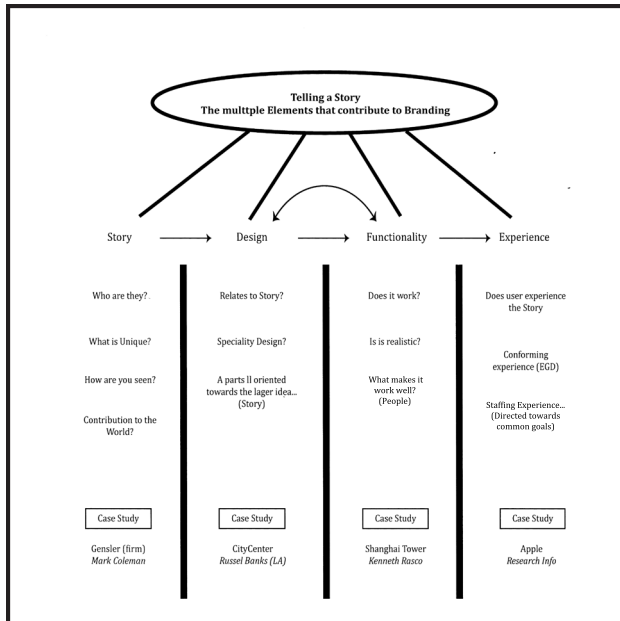 Telling a Story
The multtple Elements that contribute to Branding
Story
Design
Functionality
Experience
Who are they?
What is Unique?
How are you seen?
Contribution to the
World?
Relates to Story?
Speciality Design?
A parts ll oriented
towards the lager idea...
(Story)
Does it work?
Is is realistic?
What makes it
work well?
(People)
Does user experience
the Story
Conforming
experience (EGD)
Staffing Experience...
(Directed towards
common goals)
Case Study
Gensler (firm)
Mark Coleman
Case Study
CityCenter
Russel Banks (LA)
Case Study
Shanghai Tower
Kenneth Rasco
Case Study
Apple
Research Info